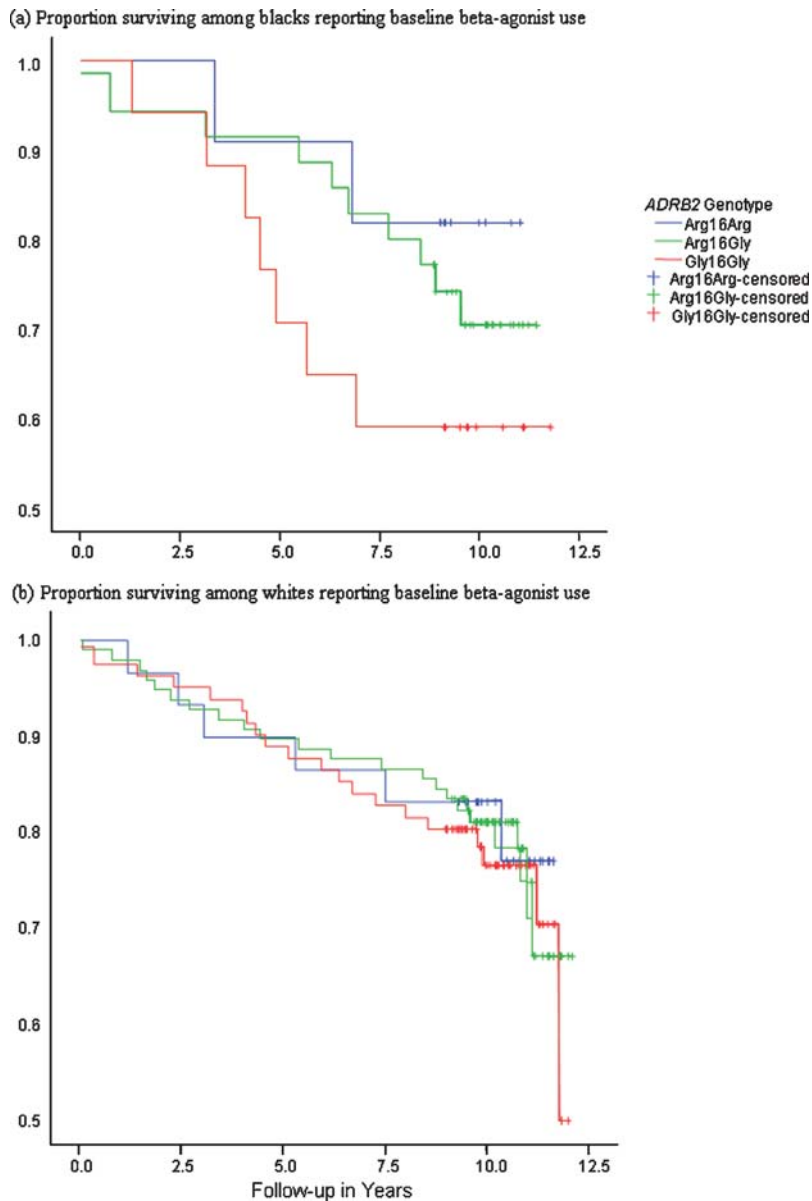 (a) Proportion surviving among blacks reporting baseline beta-agonist use
1.0
0.9
0.8
0.7
0.6
0.5
0.0 2.5 5.0 7.5 10.0 12.5
ADRB2 Genotype
Arg16Arg
Arg16Gly
Gly16Gly
Arg16Arg-censored
Arg16Gly-censored
Gly16Gly-censored
(b) Proportion surviving among whites reporting baseline beta-agonist use
1.0
0.9
0.8
0.7
0.6
0.5
0.0 2.5 5.0 7.5 10.0 12.5
Follow-up in Years